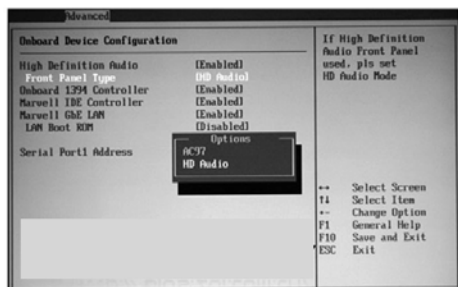 Advanced
Onboard Device Configuration
High Definition Audio [Enabled]
Front Panel Type [HD Audio]
Onboard 1394 Controller [Enabled]
Marvell IDE Controller [Enabled]
Marvell GbE LAN [Enabled]
LAN Boot ROM [Disabled]
Serial Port1 Address
Options
AC97
HD Audio
If High Definition
Audio Front Panel
used, pls set
HD Audio Mode
↔ Select Screen
↑↓ Select Item
+- Change Option
F1 General Help
F10 Save and Exit
ESC Exit